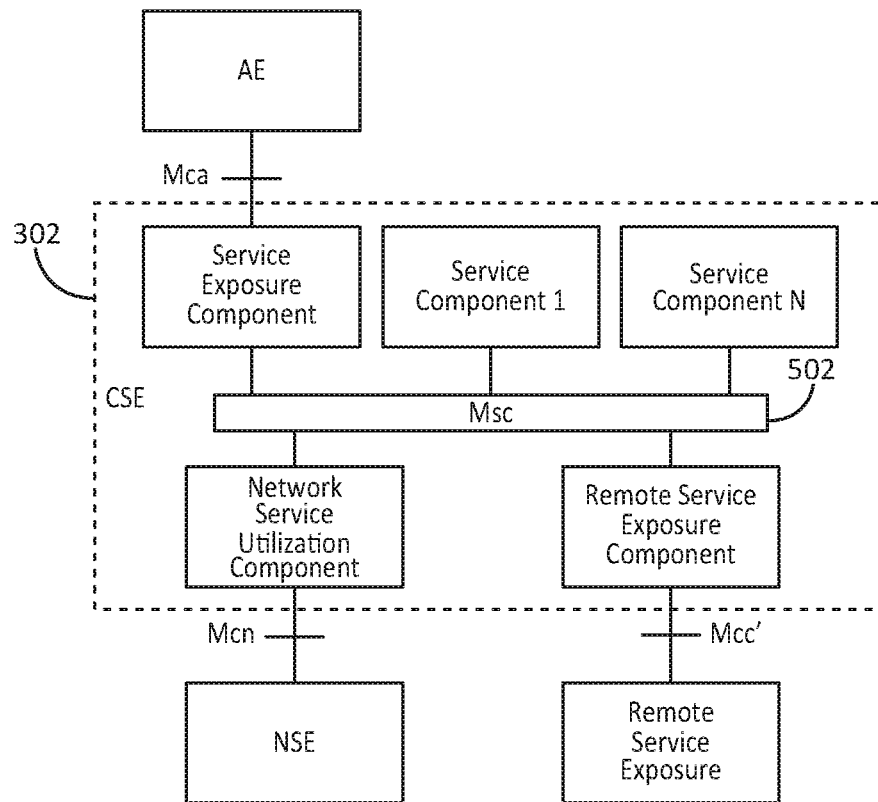 AE
Mca
302
Service
Exposure
Component
Service
Component 1
Service
Component N
502
CSE
Msc
Network
Service
Utilization
Component
Remote Service
Exposure
Component
Mcn
Mcc’
NSE
Remote
Service
Exposure